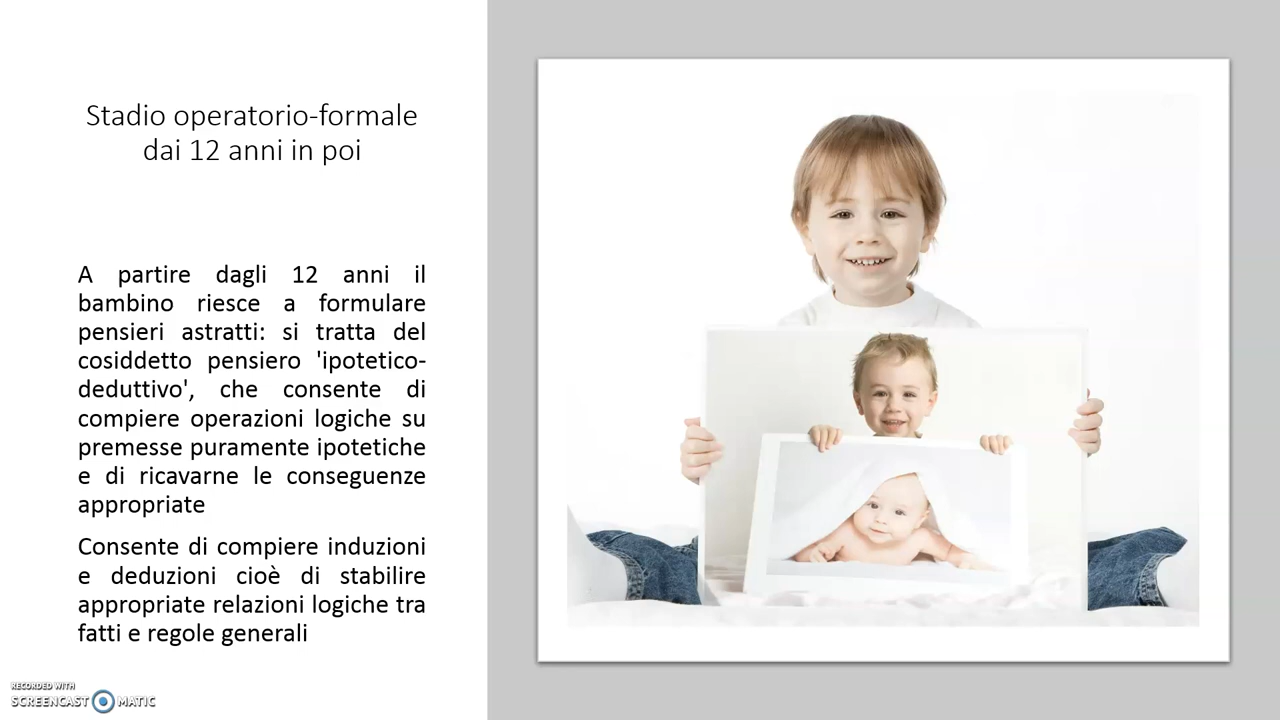 Stadio operatorio-formale
dai 12 anni in poi
A partire dagli 12 anni il
bambino riesce a formulare
pensieri astratti: si tratta del
cosiddetto pensiero 'ipotetico-
deduttivo', che consente di
compiere operazioni logiche su
premesse puramente ipotetiche
e di ricavarne le conseguenze
appropriate
Consente di compiere induzioni
e deduzioni cioè di stabilire
appropriate relazioni logiche tra
fatti e regole generali
RECORDED WITH
SCREENCAST MATIC